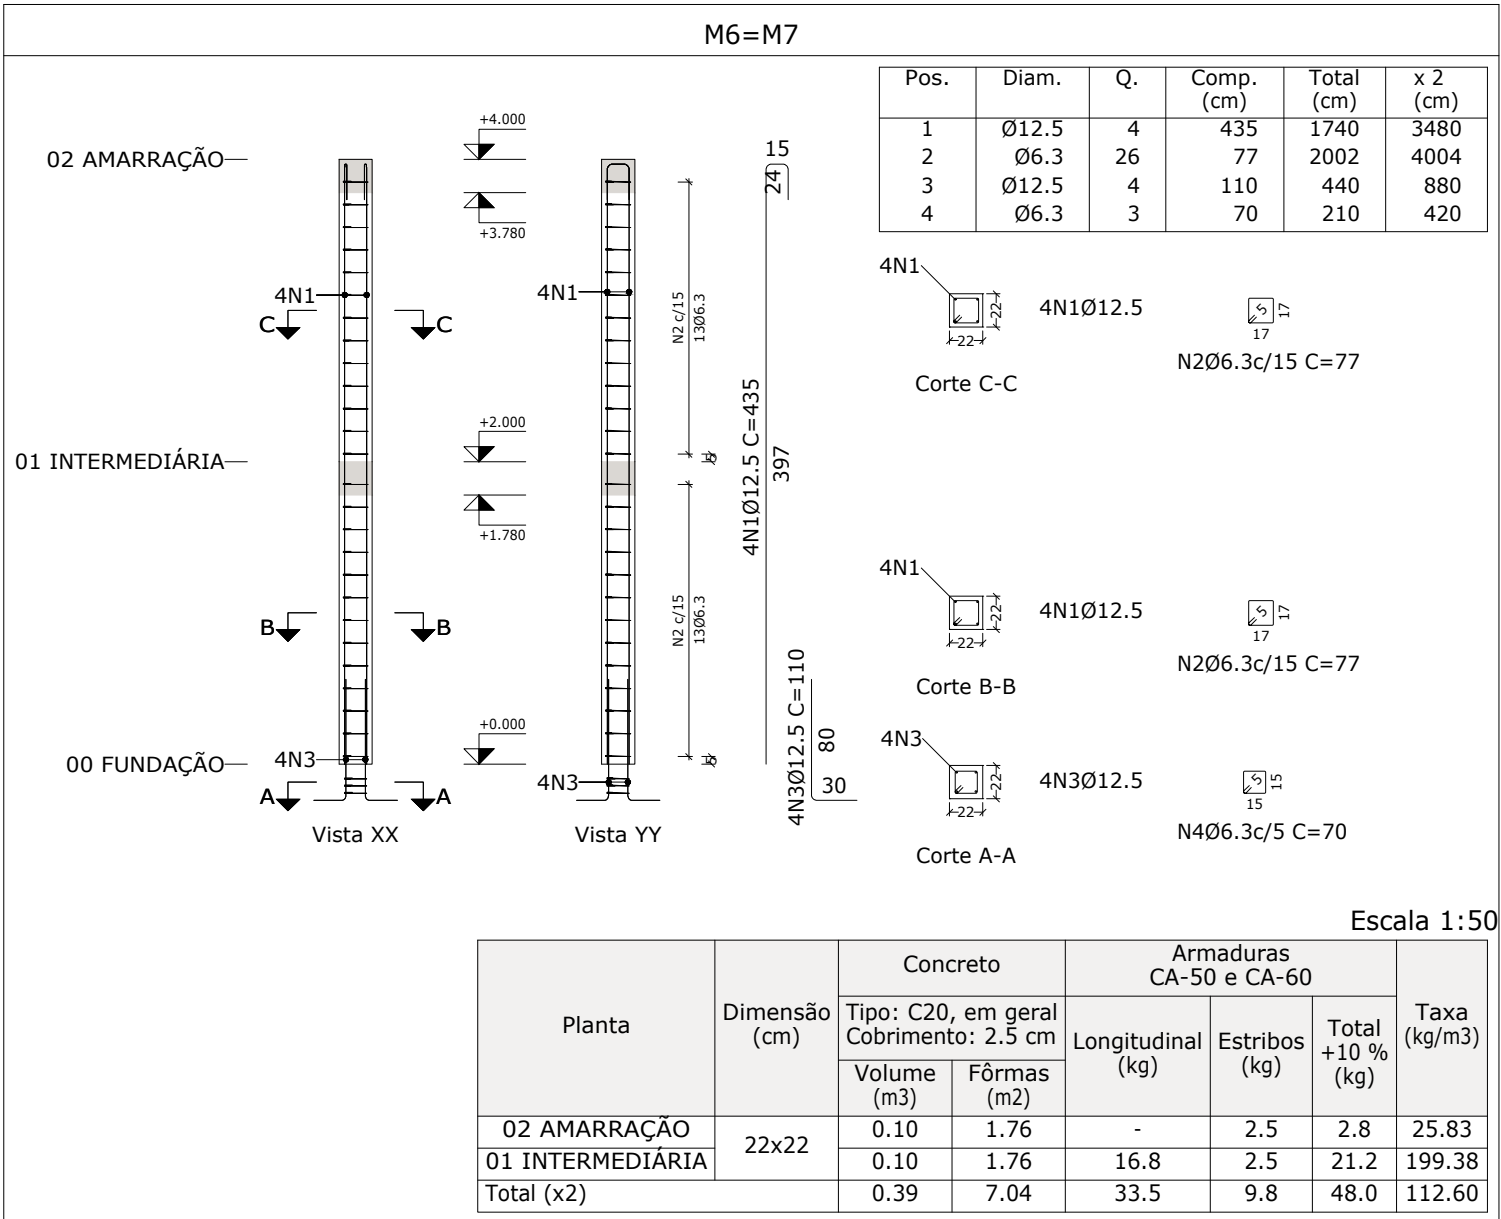 M6=M7
Pos. Diam. Q. Comp. (cm) Total (cm) x 2 (cm)
1 Ø12.5 4 435 1740 3480
2 Ø6.3 26 77 2002 4004
3 Ø12.5 4 110 440 880
4 Ø6.3 3 70 210 420
02 AMARRAÇÃO
+4.000
+3.780
15
24
4N1
4N1
C C
N2 c/15
13Ø6.3
4N1Ø12.5 C=435
397
01 INTERMEDIÁRIA
+2.000
+1.780
5
B B
N2 c/15
13Ø6.3
00 FUNDAÇÃO
+0.000
5
4N3
4N3
A A
4N3Ø12.5 C=110
80
30
Vista XX
Vista YY
4N1
22
22
4N1Ø12.5
5
17
17
N2Ø6.3c/15 C=77
Corte C-C
4N1
22
22
4N1Ø12.5
5
17
17
N2Ø6.3c/15 C=77
Corte B-B
4N3
22
22
4N3Ø12.5
5
15
15
N4Ø6.3c/5 C=70
Corte A-A
Escala 1:50
Planta
Dimensão
(cm)
Concreto
Tipo: C20, em geral
Cobrimento: 2.5 cm
Volume
(m3)
Fôrmas
(m2)
Armaduras
CA-50 e CA-60
Longitudinal
(kg)
Estribos
(kg)
Total
+10 %
(kg)
Taxa
(kg/m3)
02 AMARRAÇÃO 22x22 0.10 1.76 - 2.5 2.8 25.83
01 INTERMEDIÁRIA 0.10 1.76 16.8 2.5 21.2 199.38
Total (x2) 0.39 7.04 33.5 9.8 48.0 112.60